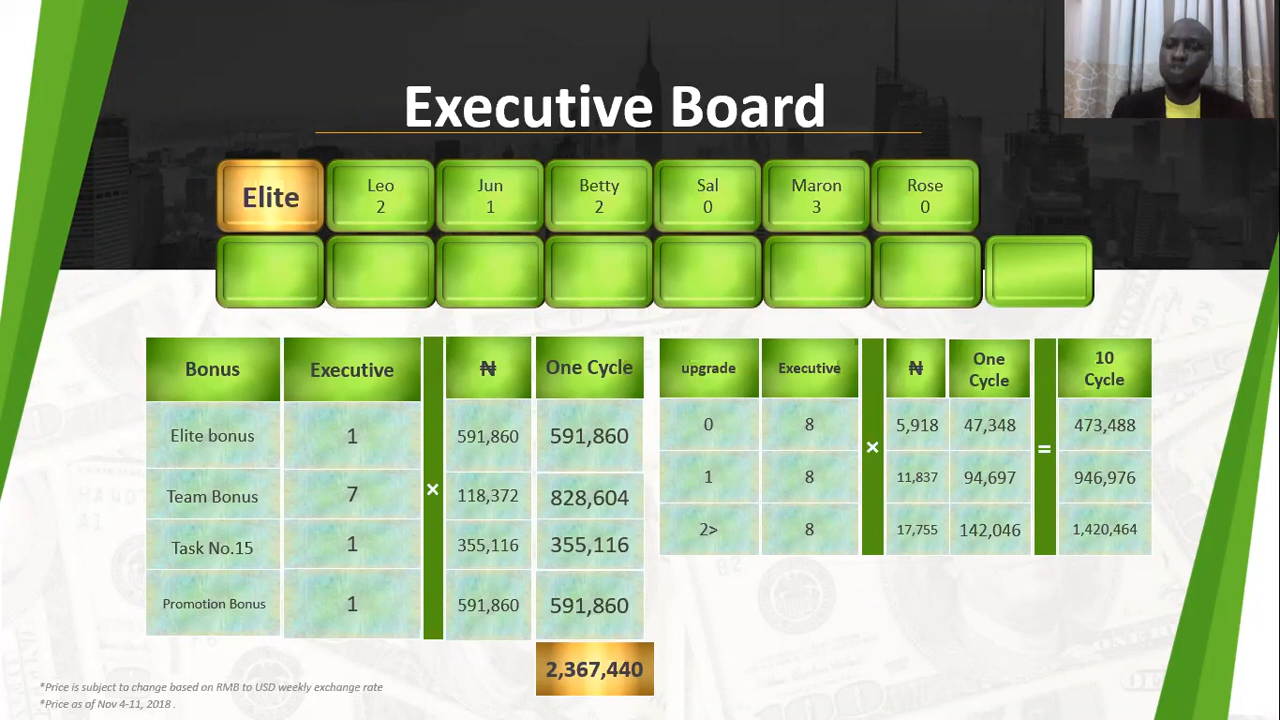 Executive Board
Elite
Leo
2
Jun
1
Betty
2
Sal
0
Maron
3
Rose
0
Bonus Executive ₦ One Cycle
Elite bonus 1 591,860 591,860
Team Bonus 7 × 118,372 828,604
Task No.15 1 355,116 355,116
Promotion Bonus 1 591,860 591,860
2,367,440
upgrade Executive ₦ One Cycle 10 Cycle
0 8 5,918 47,348 473,488
1 8 × 11,837 94,697 = 946,976
2> 8 17,755 142,046 1,420,464
*Price is subject to change based on RMB to USD weekly exchange rate
*Price as of Nov 4-11, 2018 .